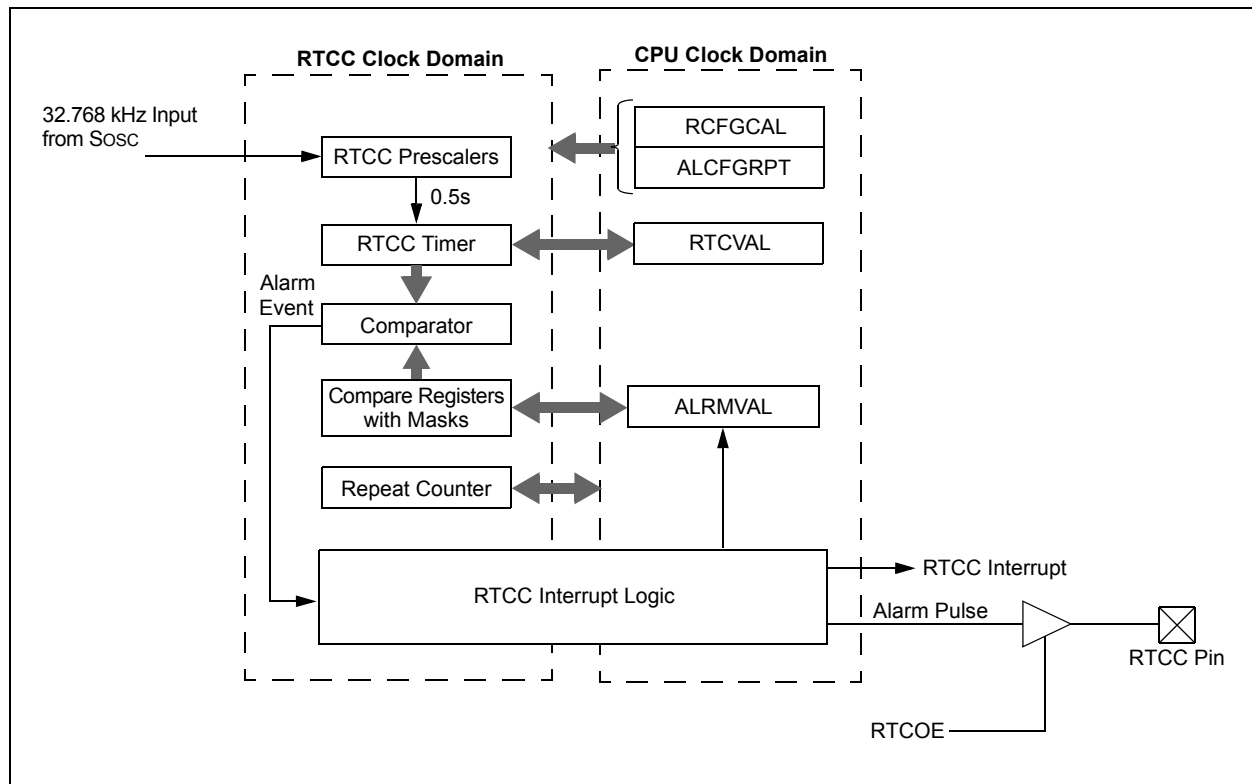 RTCC Clock Domain
CPU Clock Domain
32.768 kHz Input
from SOSC
RCFGCAL
ALCFGRPT
RTCC Prescalers
0.5s
RTCC Timer
RTCVAL
Alarm
Event
Comparator
Compare Registers
with Masks
ALRMVAL
Repeat Counter
RTCC Interrupt Logic
RTCC Interrupt
Alarm Pulse
RTCC Pin
RTCOE